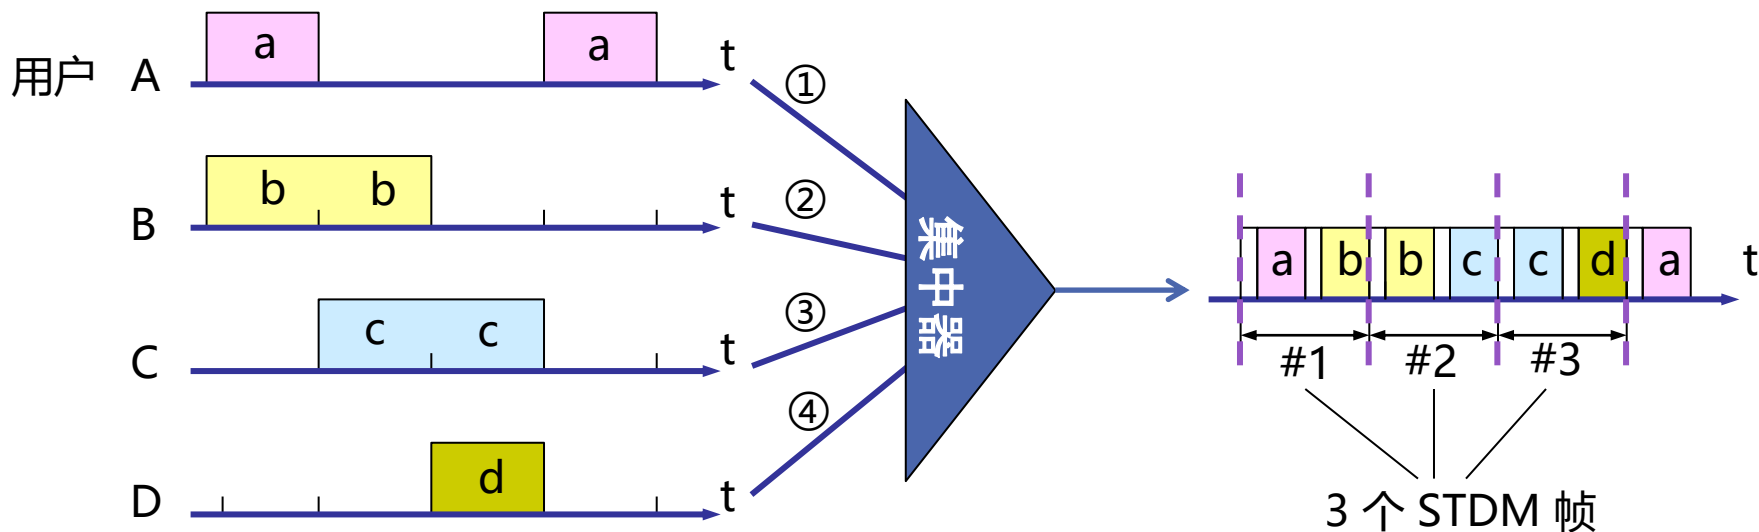 用户 A a a t
①
B b b t
②
C c c t
③
D d t
④
集中器
a b b c c d a t
#1 #2 #3
3 个 STDM 帧